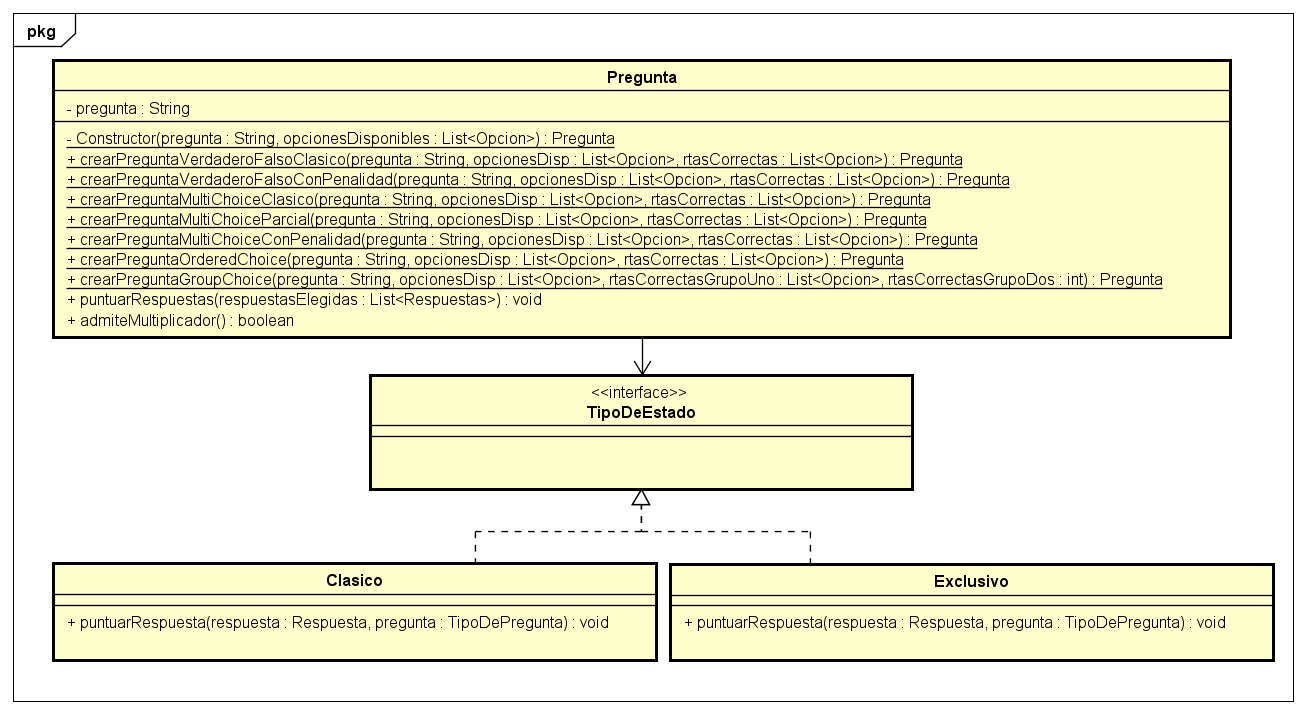 pkg
Pregunta
- pregunta : String
- Constructor(pregunta : String, opcionesDisponibles : List<Opcion>) : Pregunta
+ crearPreguntaVerdaderoFalsoClasico(pregunta : String, opcionesDisp : List<Opcion>, rtasCorrectas : List<Opcion>) : Pregunta
+ crearPreguntaVerdaderoFalsoConPenalidad(pregunta : String, opcionesDisp : List<Opcion>, rtasCorrectas : List<Opcion>) : Pregunta
+ crearPreguntaMultiChoiceClasico(pregunta : String, opcionesDisp : List<Opcion>, rtasCorrectas : List<Opcion>) : Pregunta
+ crearPreguntaMultiChoiceParcial(pregunta : String, opcionesDisp : List<Opcion>, rtasCorrectas : List<Opcion>) : Pregunta
+ crearPreguntaMultiChoiceConPenalidad(pregunta : String, opcionesDisp : List<Opcion>, rtasCorrectas : List<Opcion>) : Pregunta
+ crearPreguntaOrderedChoice(pregunta : String, opcionesDisp : List<Opcion>, rtasCorrectas : List<Opcion>) : Pregunta
+ crearPreguntaGroupChoice(pregunta : String, opcionesDisp : List<Opcion>, rtasCorrectasGrupoUno : List<Opcion>, rtasCorrectasGrupoDos : int) : Pregunta
+ puntuarRespuestas(respuestasElegidas : List<Respuestas>) : void
+ admiteMultiplicador() : boolean
<<interface>>
TipoDeEstado
Clasico
+ puntuarRespuesta(respuesta : Respuesta, pregunta : TipoDePregunta) : void
Exclusivo
+ puntuarRespuesta(respuesta : Respuesta, pregunta : TipoDePregunta) : void